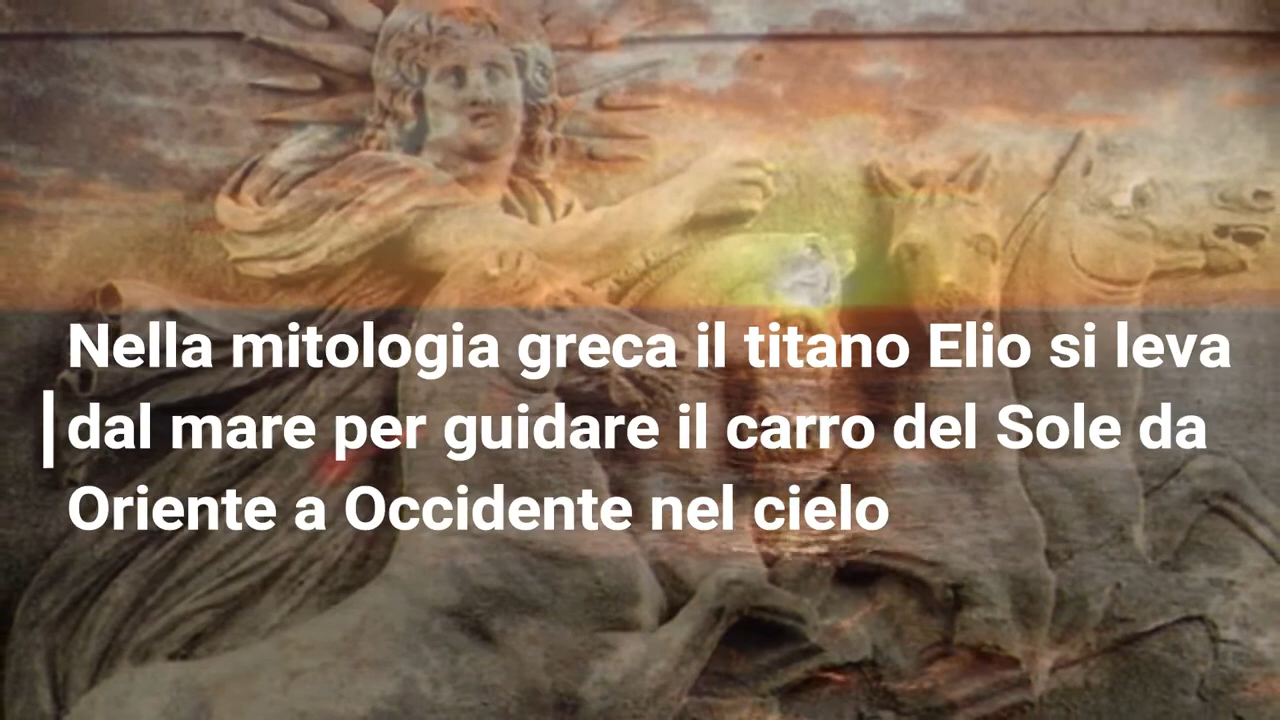 Nella mitologia greca il titano Elio si leva
dal mare per guidare il carro del Sole da
Oriente a Occidente nel cielo